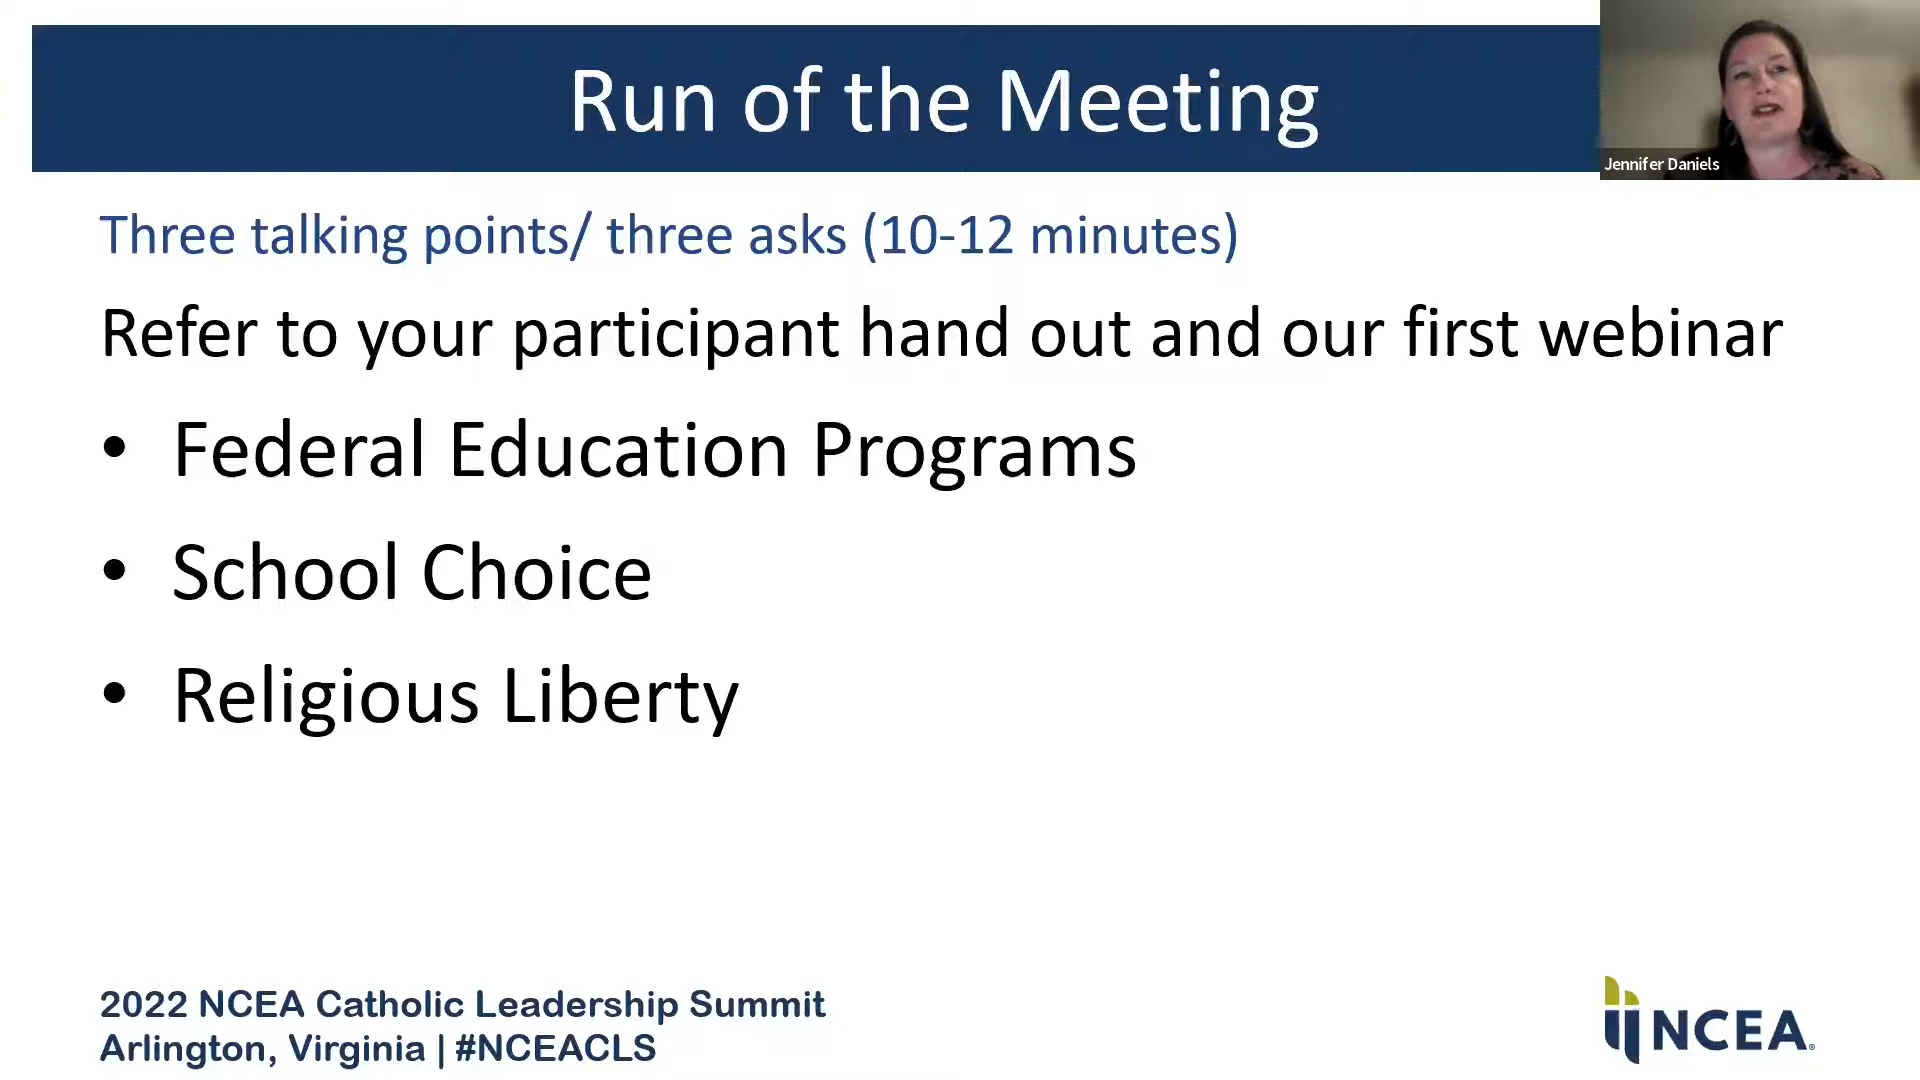 Run of the Meeting
Jennifer Daniels
Three talking points/ three asks (10-12 minutes)
Refer to your participant hand out and our first webinar
• Federal Education Programs
• School Choice
• Religious Liberty
2022 NCEA Catholic Leadership Summit
Arlington, Virginia | #NCEACLS
NCEA®